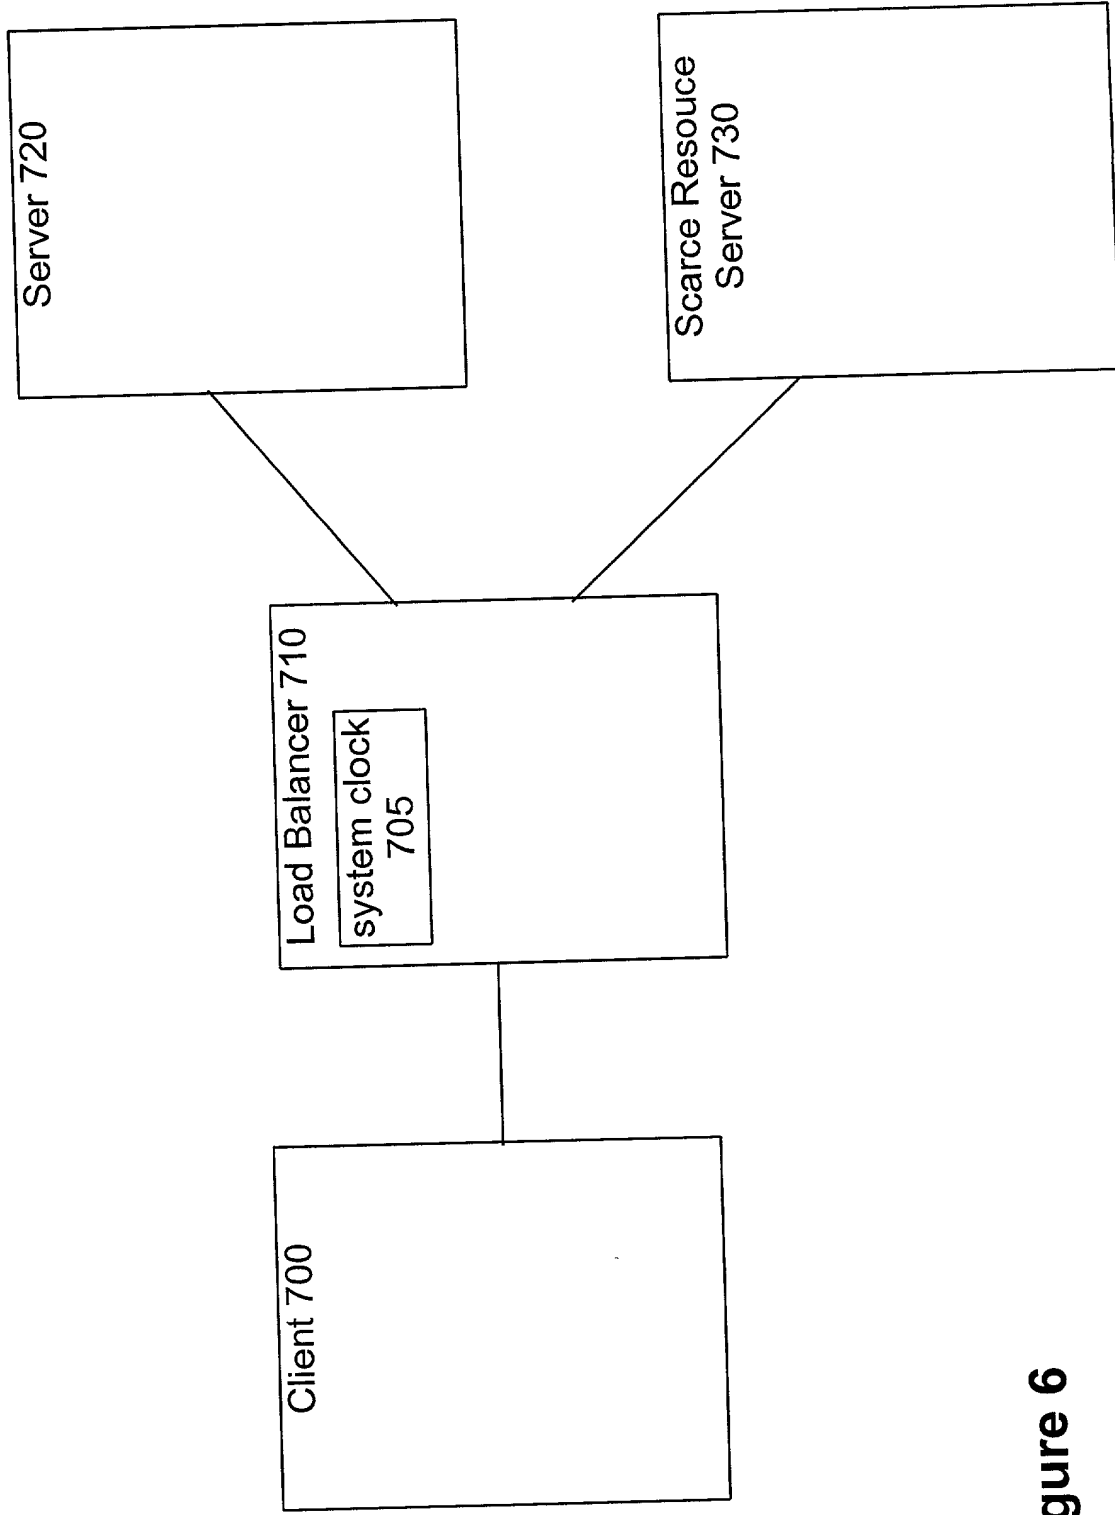 Server 720
Scarce Resouce
Server 730
Load Balancer 710
system clock
705
Client 700
gure 6